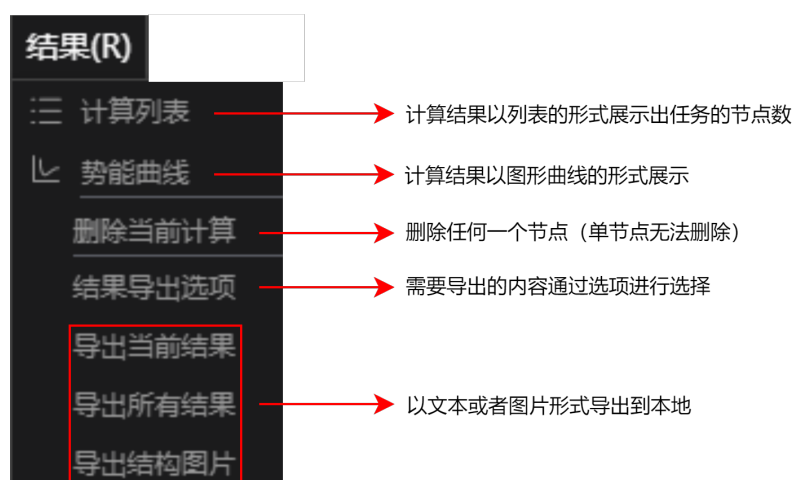 结果(R)
计算列表 计算结果以列表的形式展示出任务的节点数
势能曲线 计算结果以图形曲线的形式展示
删除当前计算 删除任何一个节点（单节点无法删除）
结果导出选项 需要导出的内容通过选项进行选择
导出当前结果
导出所有结果 以文本或者图片形式导出到本地
导出结构图片